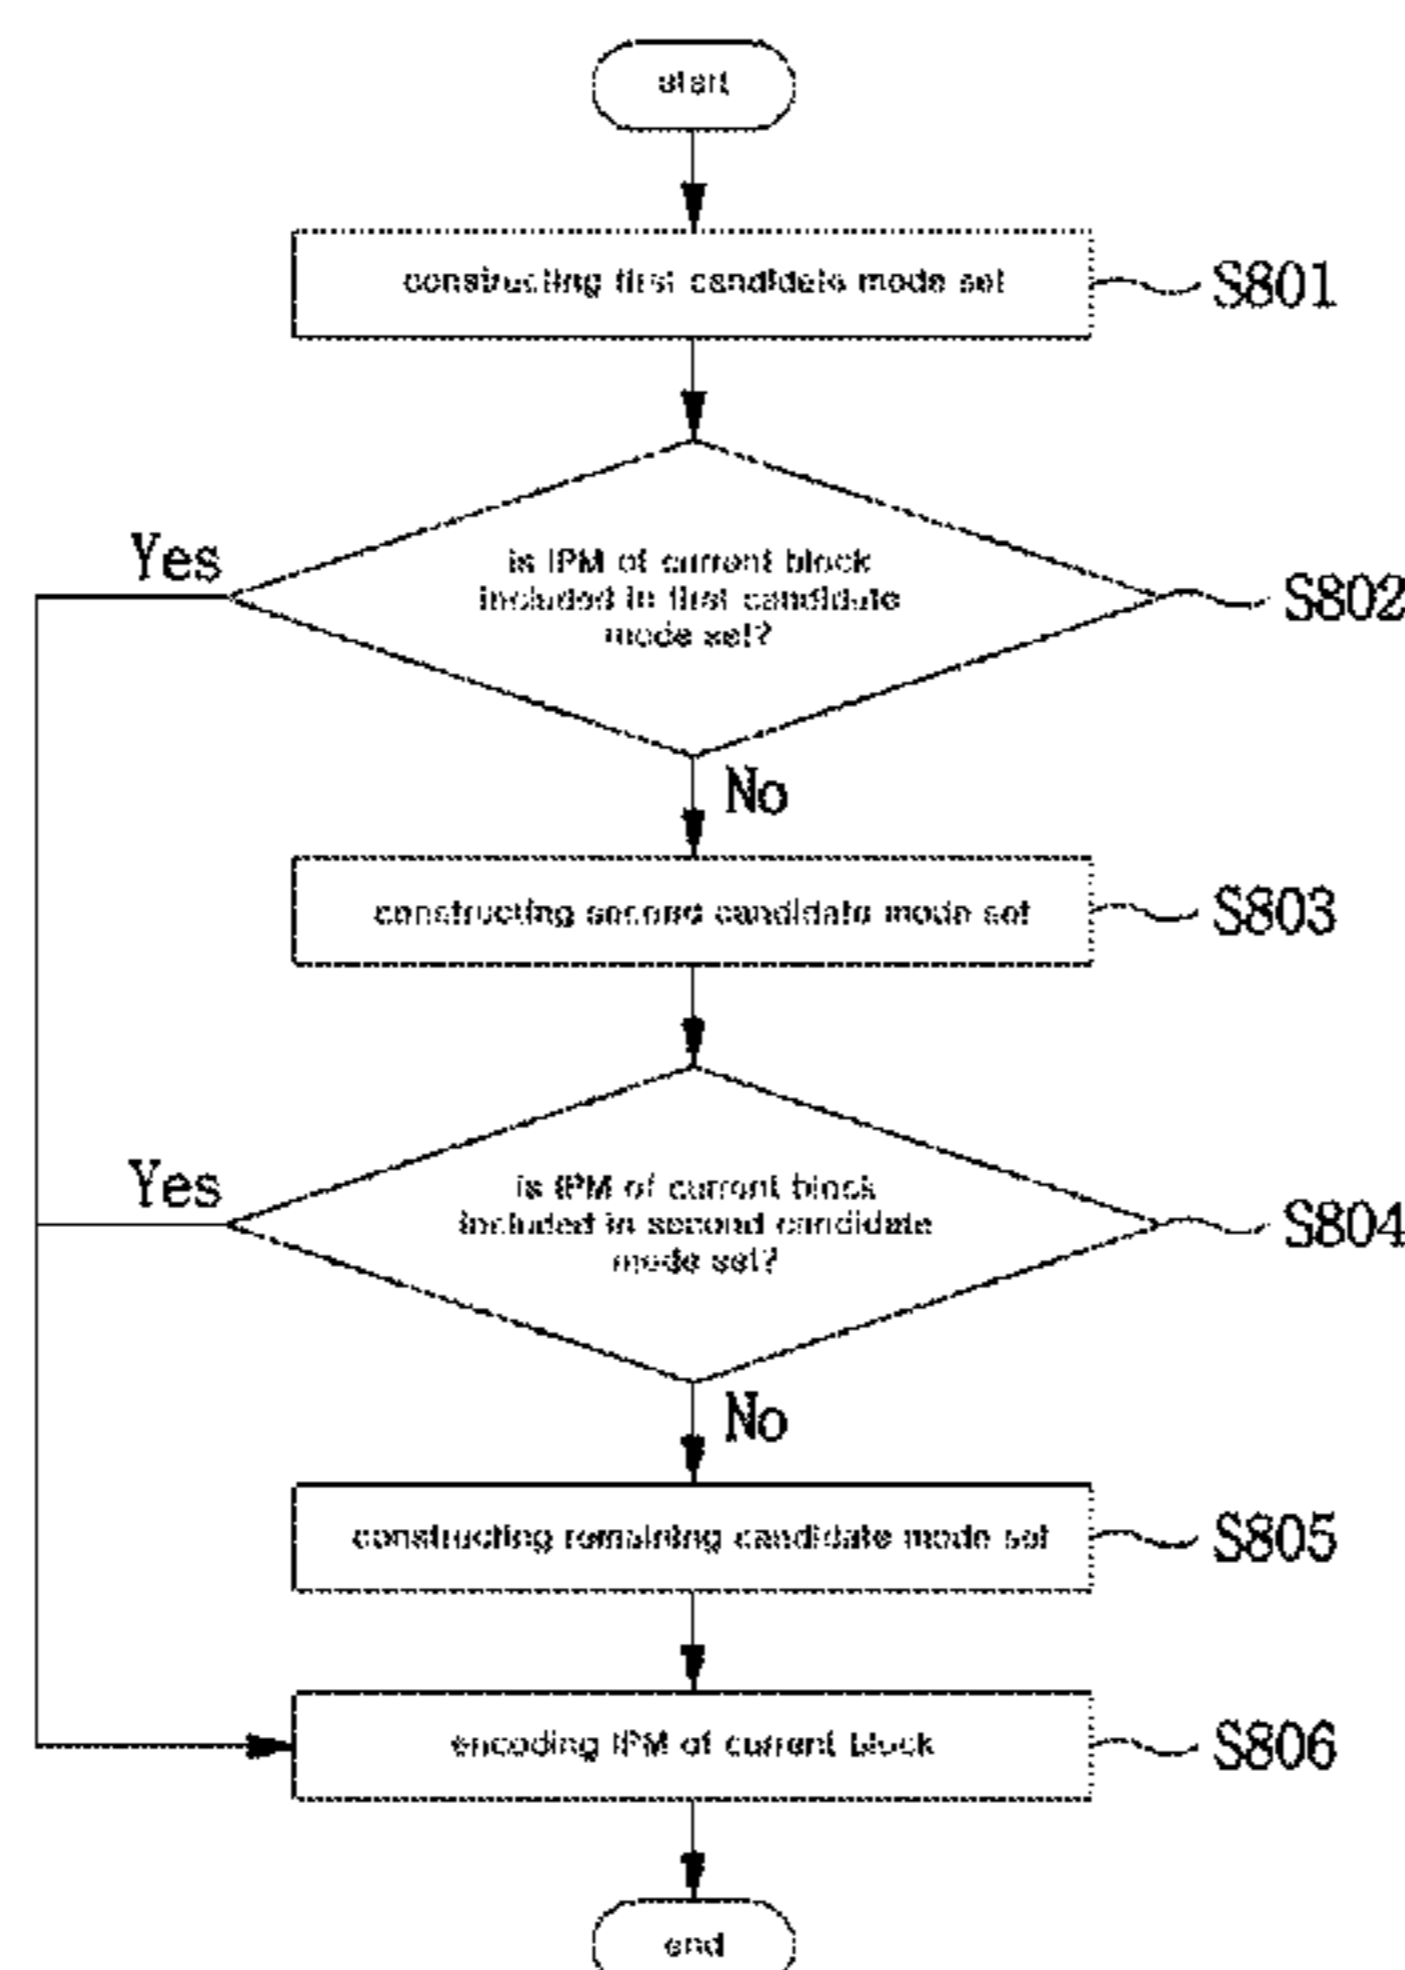 start
constructing first candidate mode set
S801
Yes
is IPM of current block
included in first candidate
mode set?
S802
No
constructing second candidate mode set
S803
Yes
is IPM of current block
included in second candidate
mode set?
S804
No
constructing remaining candidate mode set
S805
encoding IPM of current block
S806
end